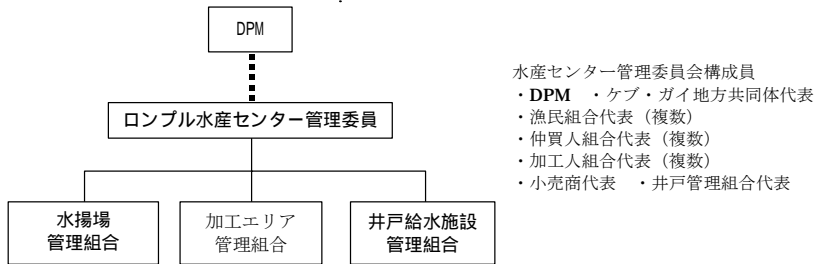 DPM
ロンプル水産センター管理委員
水揚場
管理組合
加工エリア
管理組合
井戸給水施設
管理組合
水産センター管理委員会構成員
・DPM ・ケブ・ガイ地方共同体代表
・漁民組合代表（複数）
・仲買人組合代表（複数）
・加工人組合代表（複数）
・小売商代表 ・井戸管理組合代表